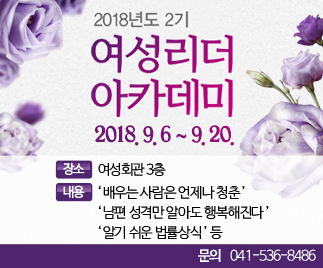 2018년도 2기
여성리더
아카데미
2018. 9. 6 ~ 9. 20.
장소 여성회관 3층
내용 ‘배우는 사람은 언제나 청춘’
‘남편 성격만 알아도 행복해진다’
‘알기 쉬운 법률상식’ 등
문의 041-536-8486